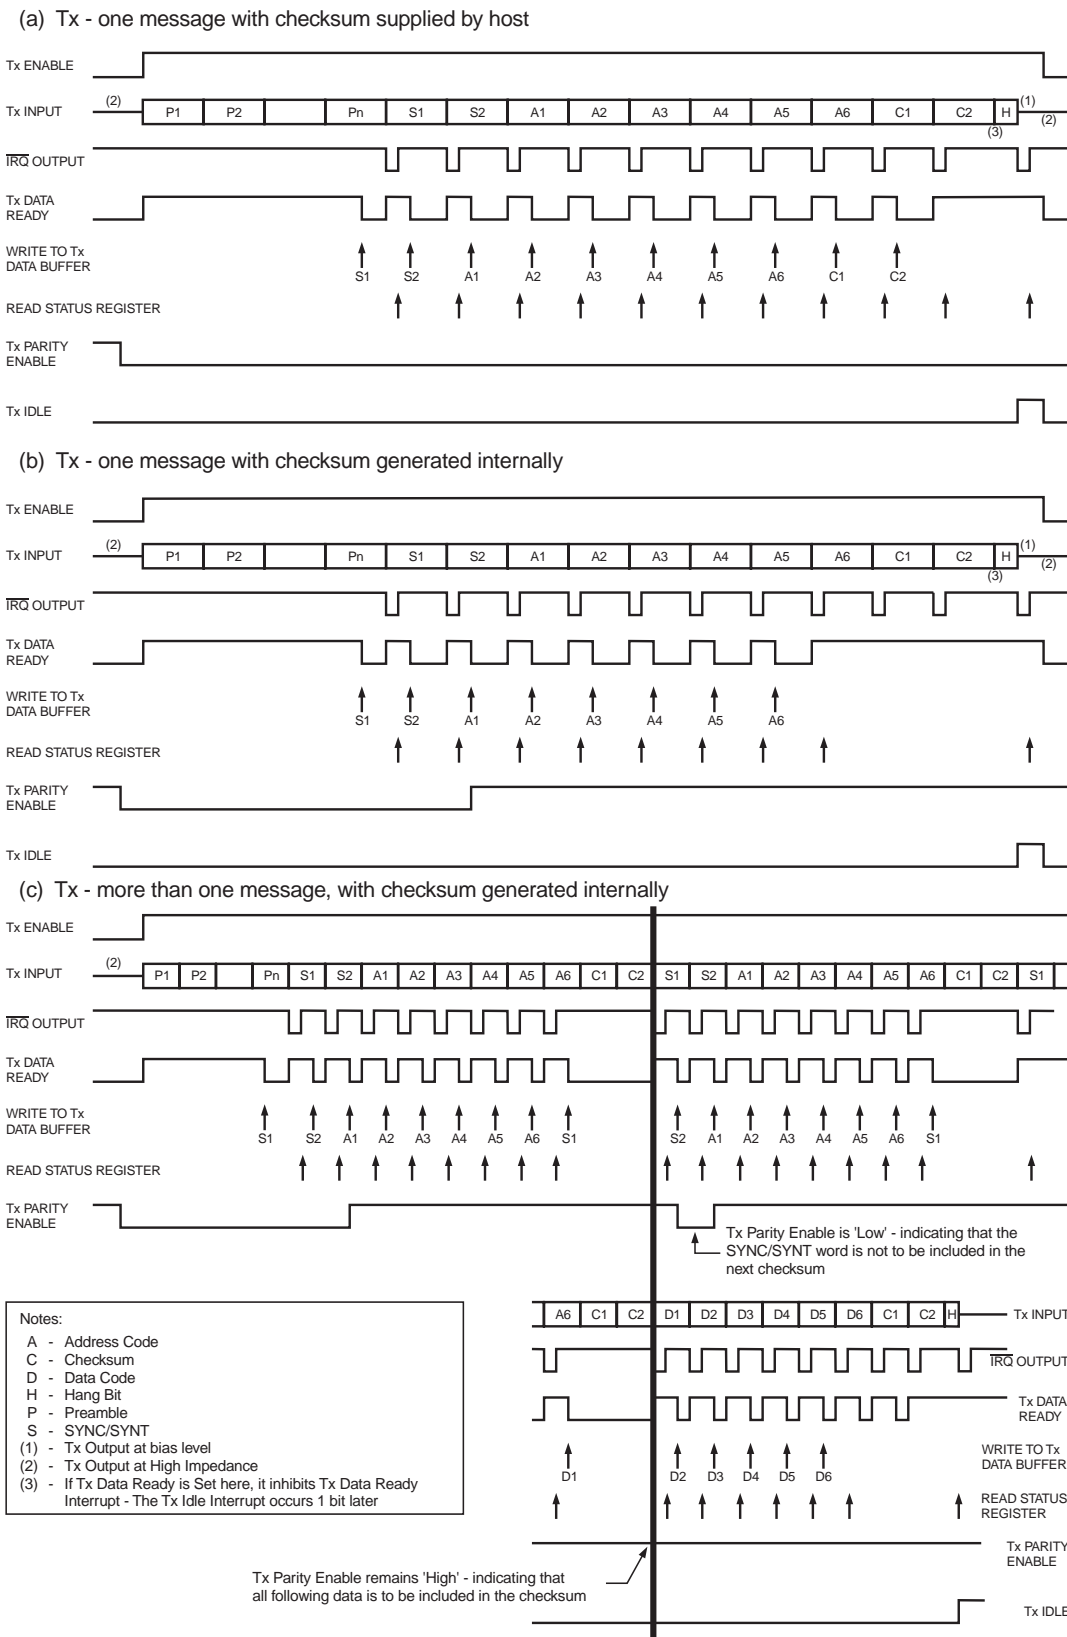 (a) Tx - one message with checksum supplied by host
Tx ENABLE
Tx INPUT (2) P1 P2 Pn S1 S2 A1 A2 A3 A4 A5 A6 C1 C2 H (1)
(3) (2)
IRQ OUTPUT
Tx DATA
READY
WRITE TO Tx
DATA BUFFER
S1 S2 A1 A2 A3 A4 A5 A6 C1 C2
READ STATUS REGISTER
Tx PARITY
ENABLE
Tx IDLE
(b) Tx - one message with checksum generated internally
Tx ENABLE
Tx INPUT (2) P1 P2 Pn S1 S2 A1 A2 A3 A4 A5 A6 C1 C2 H (1)
(3) (2)
IRQ OUTPUT
Tx DATA
READY
WRITE TO Tx
DATA BUFFER
S1 S2 A1 A2 A3 A4 A5 A6
READ STATUS REGISTER
Tx PARITY
ENABLE
Tx IDLE
(c) Tx - more than one message, with checksum generated internally
Tx ENABLE
Tx INPUT (2) P1 P2 Pn S1 S2 A1 A2 A3 A4 A5 A6 C1 C2 S1 S2 A1 A2 A3 A4 A5 A6 C1 C2 S1
IRQ OUTPUT
Tx DATA
READY
WRITE TO Tx
DATA BUFFER
S1 S2 A1 A2 A3 A4 A5 A6 S1 S2 A1 A2 A3 A4 A5 A6 S1
READ STATUS REGISTER
Tx PARITY
ENABLE
Tx Parity Enable is 'Low' - indicating that the
SYNC/SYNT word is not to be included in the
next checksum
Notes:
A - Address Code
C - Checksum
D - Data Code
H - Hang Bit
P - Preamble
S - SYNC/SYNT
(1) - Tx Output at bias level
(2) - Tx Output at High Impedance
(3) - If Tx Data Ready is Set here, it inhibits Tx Data Ready
Interrupt - The Tx Idle Interrupt occurs 1 bit later
A6 C1 C2 D1 D2 D3 D4 D5 D6 C1 C2 H Tx INPUT
IRQ OUTPUT
Tx DATA
READY
WRITE TO Tx
DATA BUFFER
D1 D2 D3 D4 D5 D6
READ STATUS
REGISTER
Tx PARITY
ENABLE
Tx Parity Enable remains 'High' - indicating that
all following data is to be included in the checksum
Tx IDLE